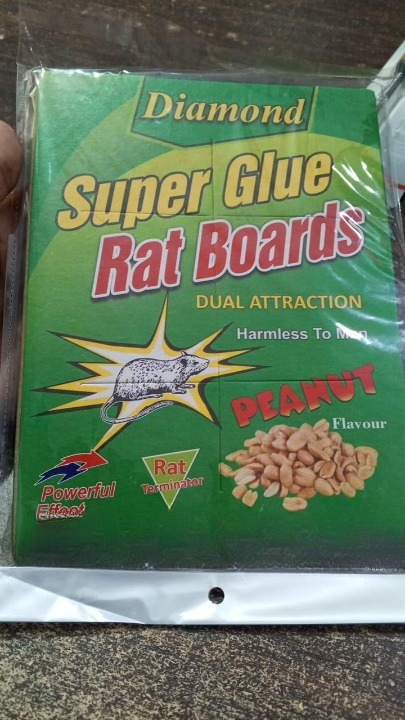 Diamond
Super Glue
Rat Boards
DUAL ATTRACTION
Harmless To Man
PEANUT
Flavour
Powerful
Effect
Rat
Terminator